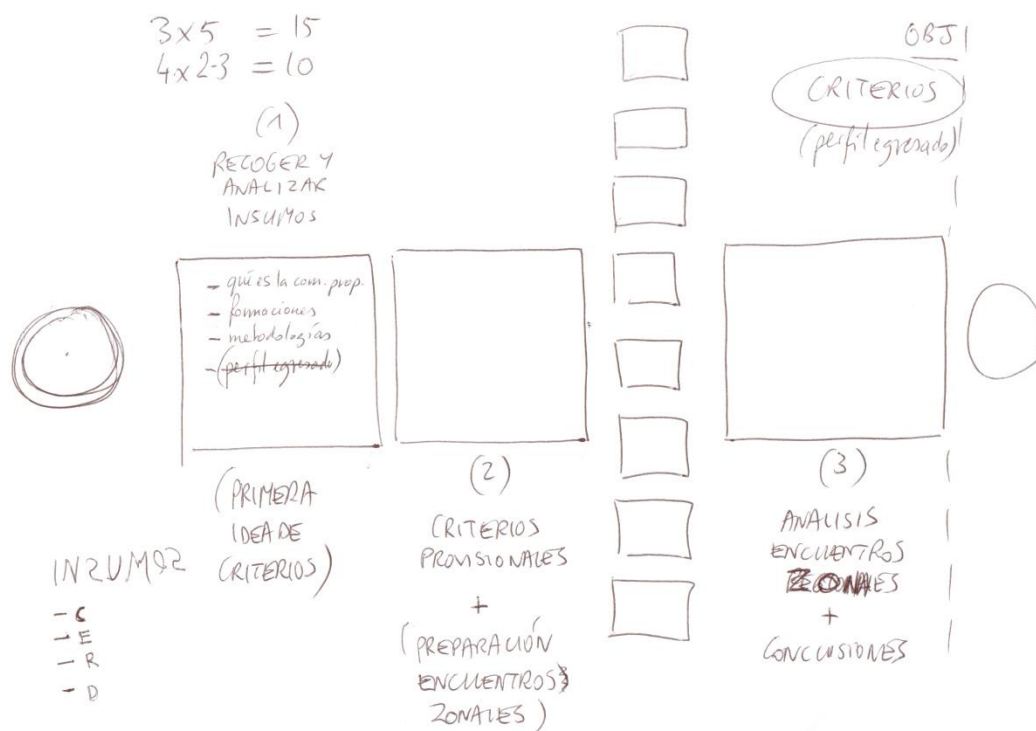 3x5 = 15
4x2-3 = 10
(1)
RECOGER Y
ANALIZAR
INSUMOS
- qué es la com. prop.
- formaciones
- metodologías
- (perfil egresado)
(PRIMERA
IDEA DE
CRITERIOS)
INSUMOS
- C
- E
- R
- D
(2)
CRITERIOS
PROVISIONALES
+
(PREPARACIÓN
ENCUENTROS
ZONALES)
OBJ
CRITERIOS
(perfil egresado)
(3)
ANALISIS
ENCUENTROS
ZONALES
+
CONCLUSIONES